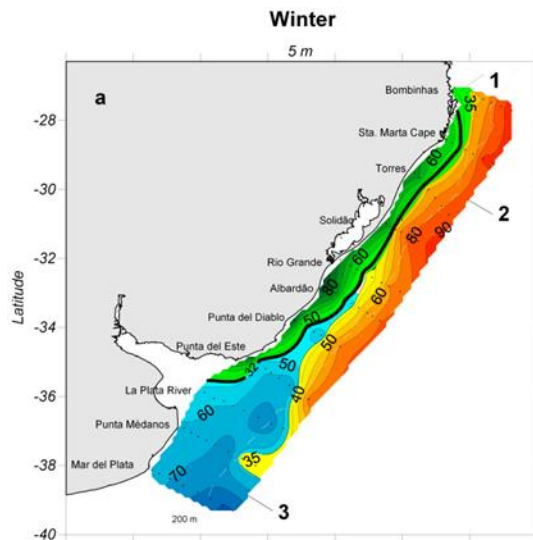 Winter
5 m
a
1
Bombinhas
35
-28
Sta. Marta Cape
60
Torres
-30
Solidão
2
80
90
Rio Grande
60
-32
Albardão
80
60
Punta del Diablo
50
-34
50
Punta del Este
50
32
La Plata River
-36
60
40
Punta Médanos
35
Mar del Plata
70
-38
3
200 m
-40
Latitude